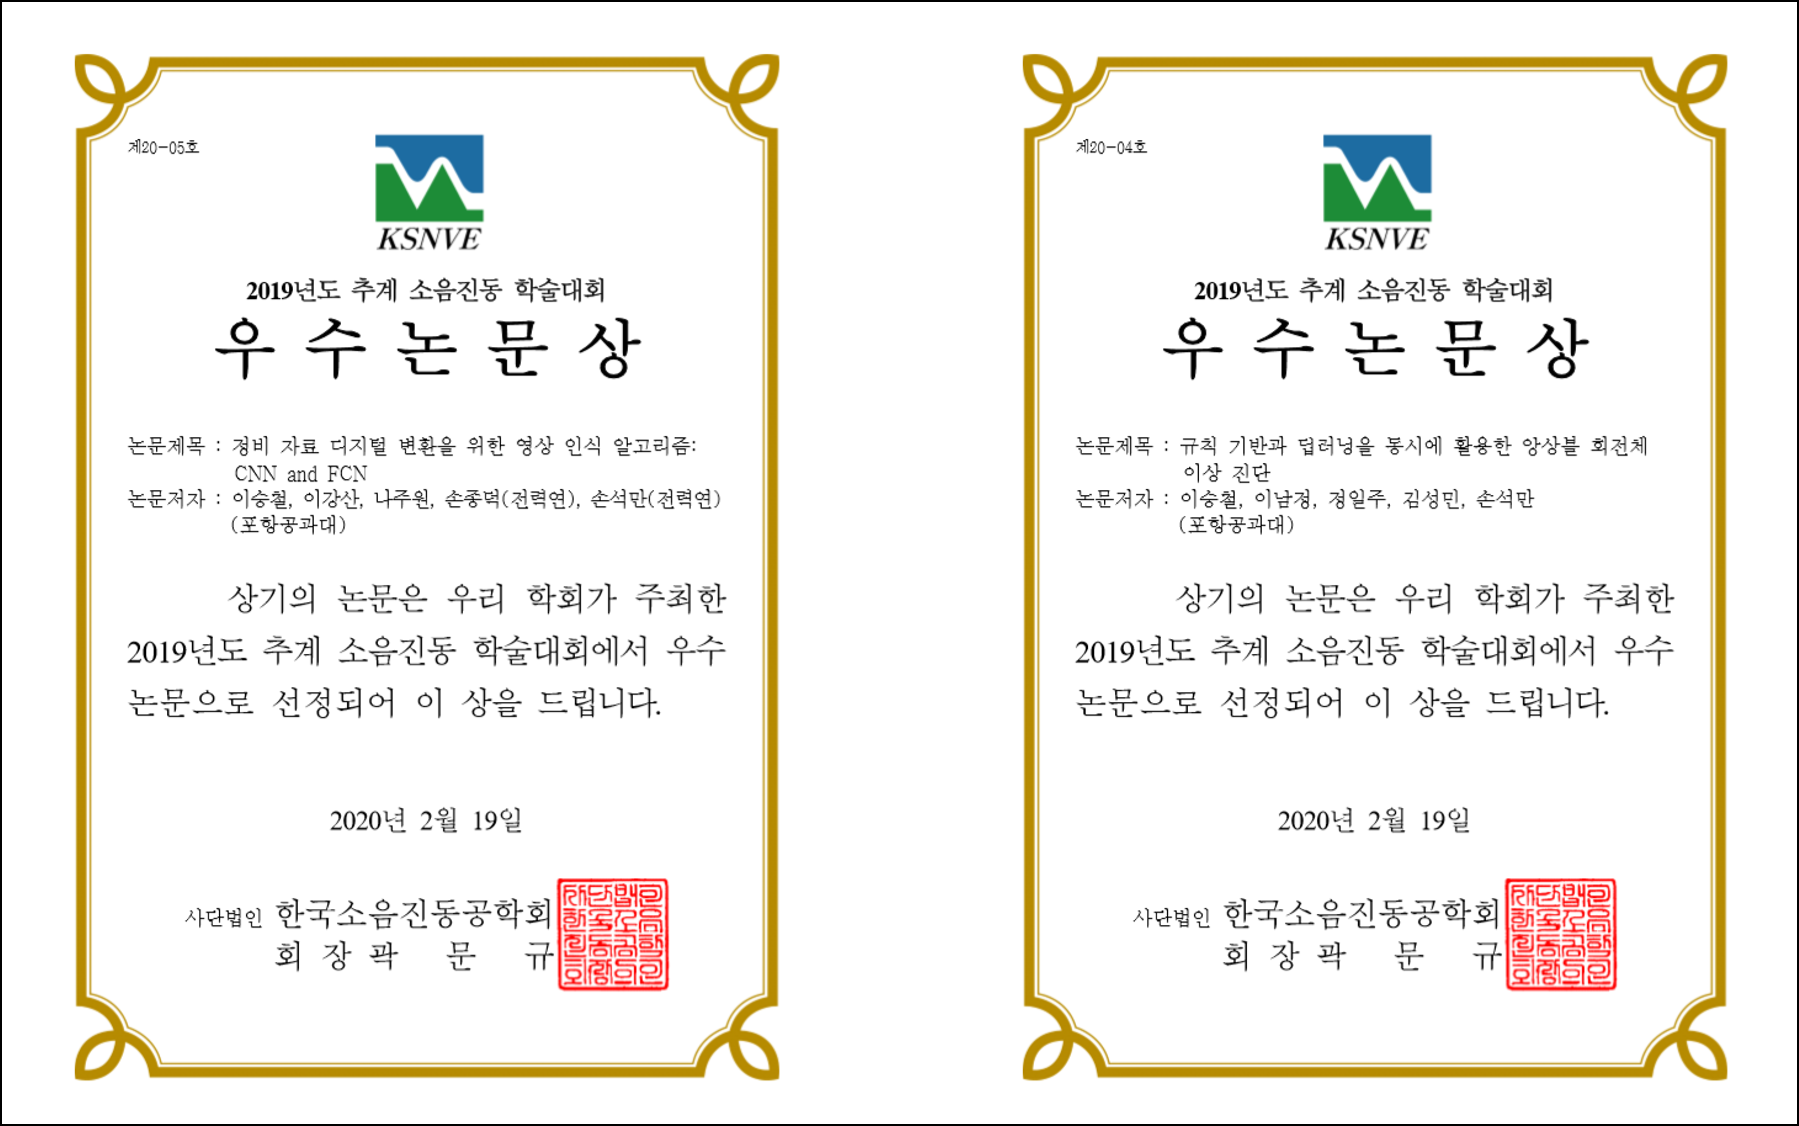 제20-05호
KSNVE
2019년도 추계 소음진동 학술대회
우수논문상
논문제목 : 정비 자료 디지털 변환을 위한 영상 인식 알고리즘:
CNN and FCN
논문저자 : 이승철, 이강산, 나주원, 손종덕(전력연), 손석만(전력연)
(포항공과대)
상기의 논문은 우리 학회가 주최한
2019년도 추계 소음진동 학술대회에서 우수
논문으로 선정되어 이 상을 드립니다.
2020년 2월 19일
사단법인 한국소음진동공학회
회 장 곽 문 규
제20-04호
KSNVE
2019년도 추계 소음진동 학술대회
우수논문상
논문제목 : 규칙 기반과 딥러닝을 동시에 활용한 앙상블 회전체
이상 진단
논문저자 : 이승철, 이남정, 정일주, 김성민, 손석만
(포항공과대)
상기의 논문은 우리 학회가 주최한
2019년도 추계 소음진동 학술대회에서 우수
논문으로 선정되어 이 상을 드립니다.
2020년 2월 19일
사단법인 한국소음진동공학회
회 장 곽 문 규